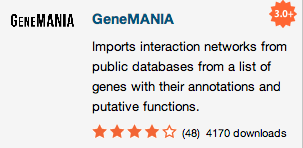 GENEMANIA GeneMANIA 3.0+
Imports interaction networks from
public databases from a list of
genes with their annotations and
putative functions.
(48) 4170 downloads